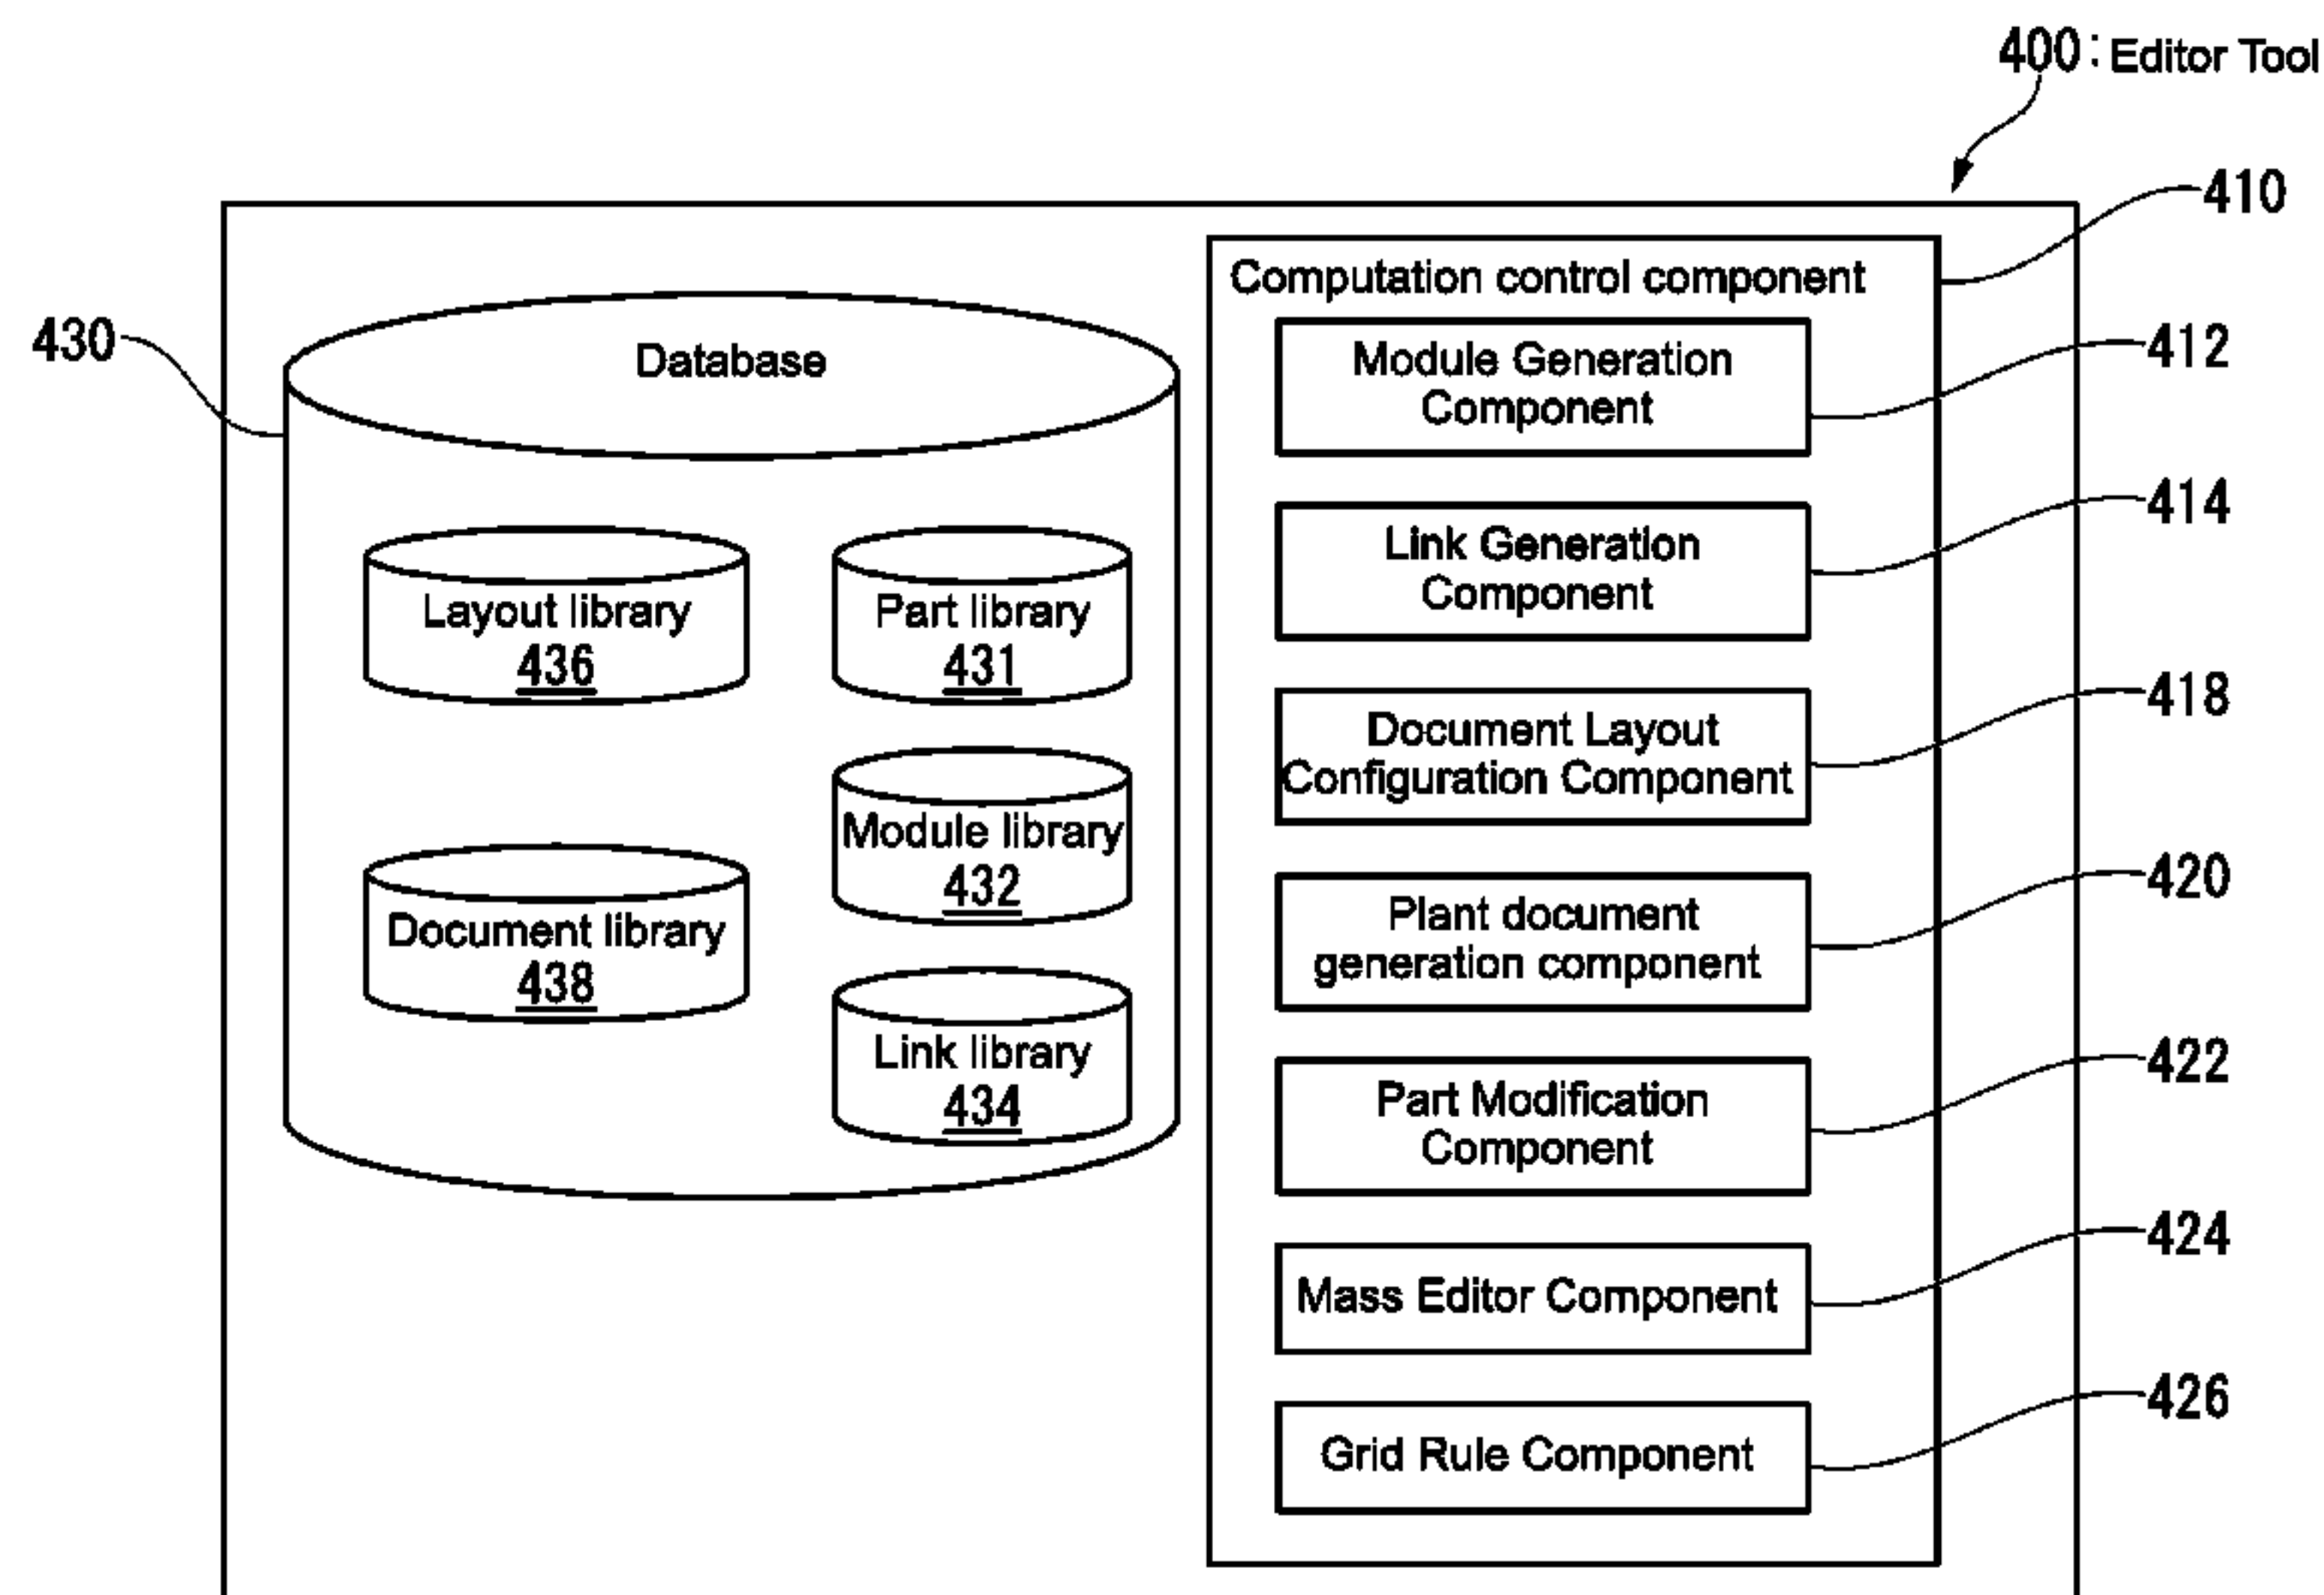 400: Editor Tool
410
Computation control component
430
Database
Module Generation
Component
412
Link Generation
Component
414
Layout library
436
Part library
431
Document Layout
Configuration Component
418
Module library
432
Document library
438
Plant document
generation component
420
Link library
434
Part Modification
Component
422
Mass Editor Component
424
Grid Rule Component
426